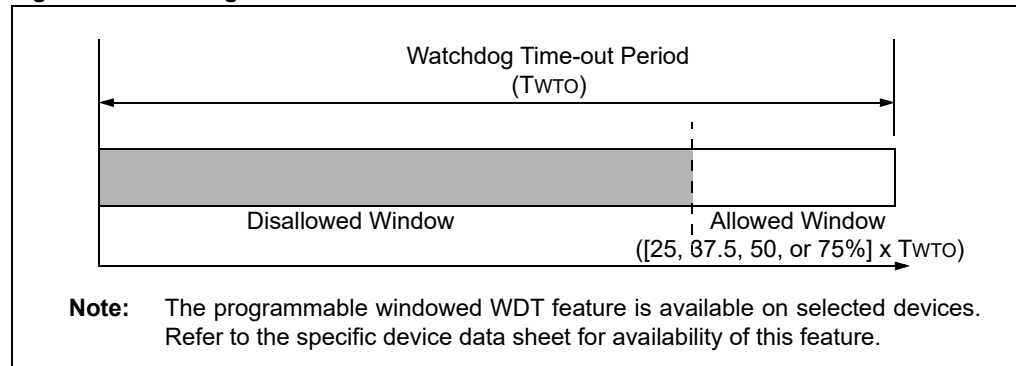 Watchdog Time-out Period
(TWTO)
Disallowed Window
Allowed Window
([25, 37.5, 50, or 75%] x TWTO)
Note: The programmable windowed WDT feature is available on selected devices.
Refer to the specific device data sheet for availability of this feature.